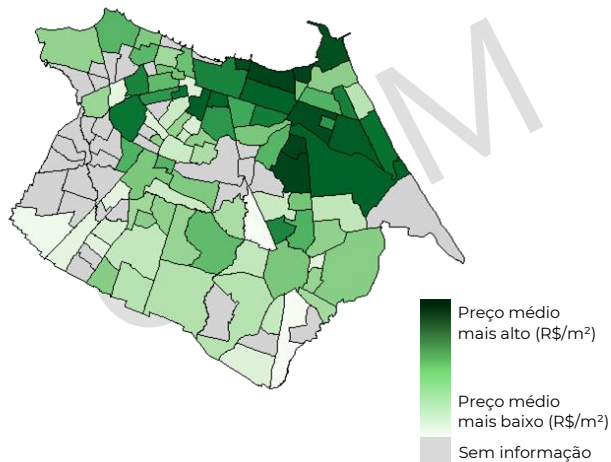 Preço médio
mais alto (R$/m²)
Preço médio
mais baixo (R$/m²)
Sem informação